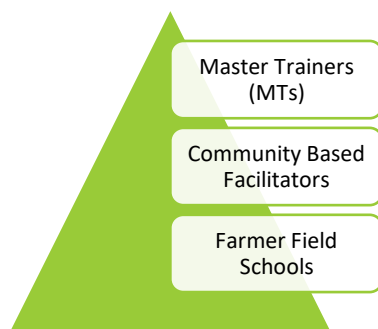 Master Trainers
(MTs)
Community Based
Facilitators
Farmer Field
Schools